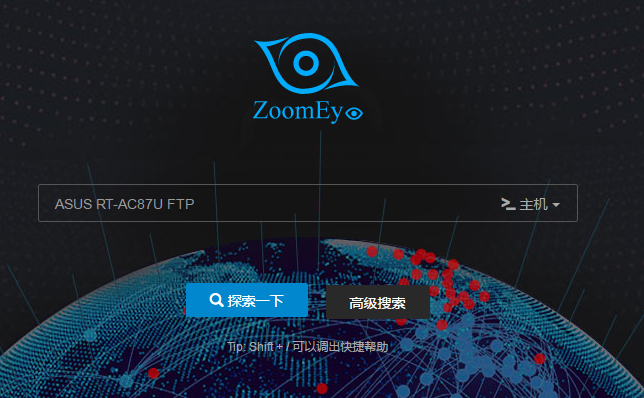 ZoomEye
ASUS RT-AC87U FTP 主机
探索一下 高级搜索
Tip: Shift + / 可以调出快捷帮助